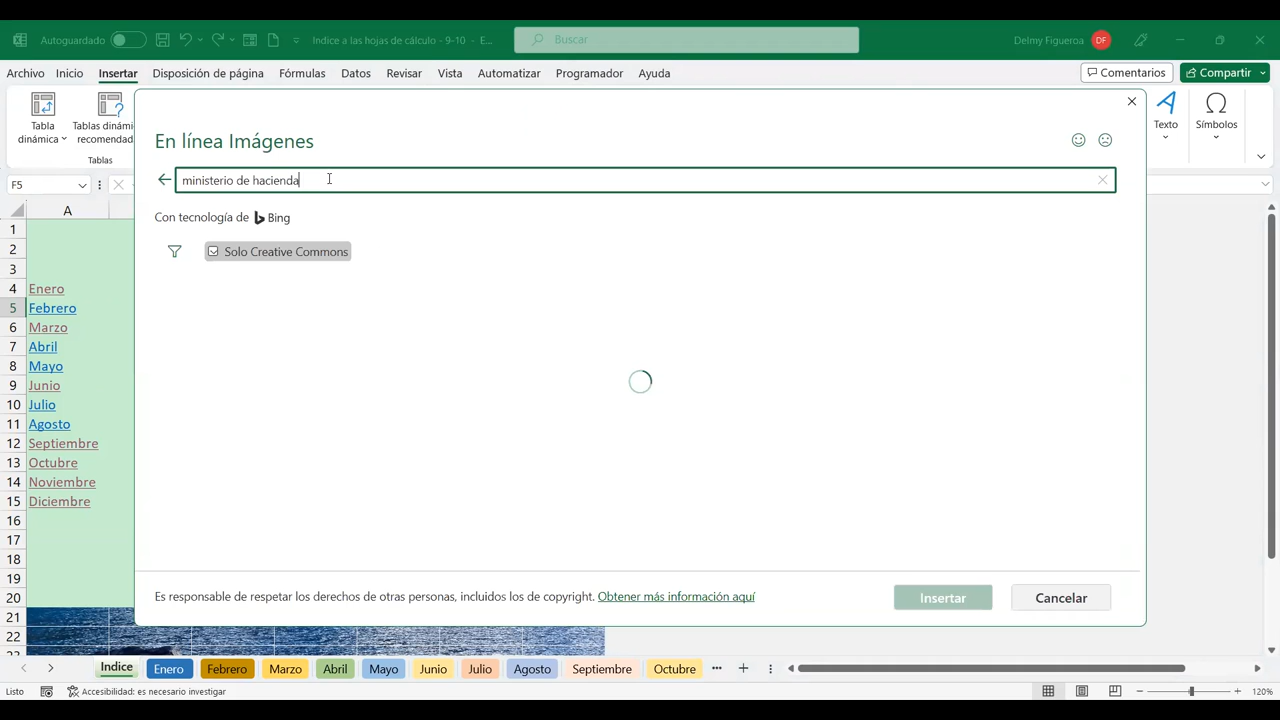 Autoguardado
Indice a las hojas de cálculo - 9-10 - E...
Buscar
Delmy Figueroa
DF
Archivo
Inicio
Insertar
Disposición de página
Fórmulas
Datos
Revisar
Vista
Automatizar
Programador
Ayuda
Comentarios
Compartir
Tabla
dinámica
Tablas dinámi
recomendad
Tablas
Texto
Símbolos
En línea Imágenes
F5
ministerio de hacienda
Con tecnología de Bing
Solo Creative Commons
A
1
2
3
4 Enero
5 Febrero
6 Marzo
7 Abril
8 Mayo
9 Junio
10 Julio
11 Agosto
12 Septiembre
13 Octubre
14 Noviembre
15 Diciembre
16
17
18
19
20
21
22
Es responsable de respetar los derechos de otras personas, incluidos los de copyright. Obtener más información aquí
Insertar
Cancelar
Indice
Enero
Febrero
Marzo
Abril
Mayo
Junio
Julio
Agosto
Septiembre
Octubre
Listo
Accesibilidad: es necesario investigar
120%